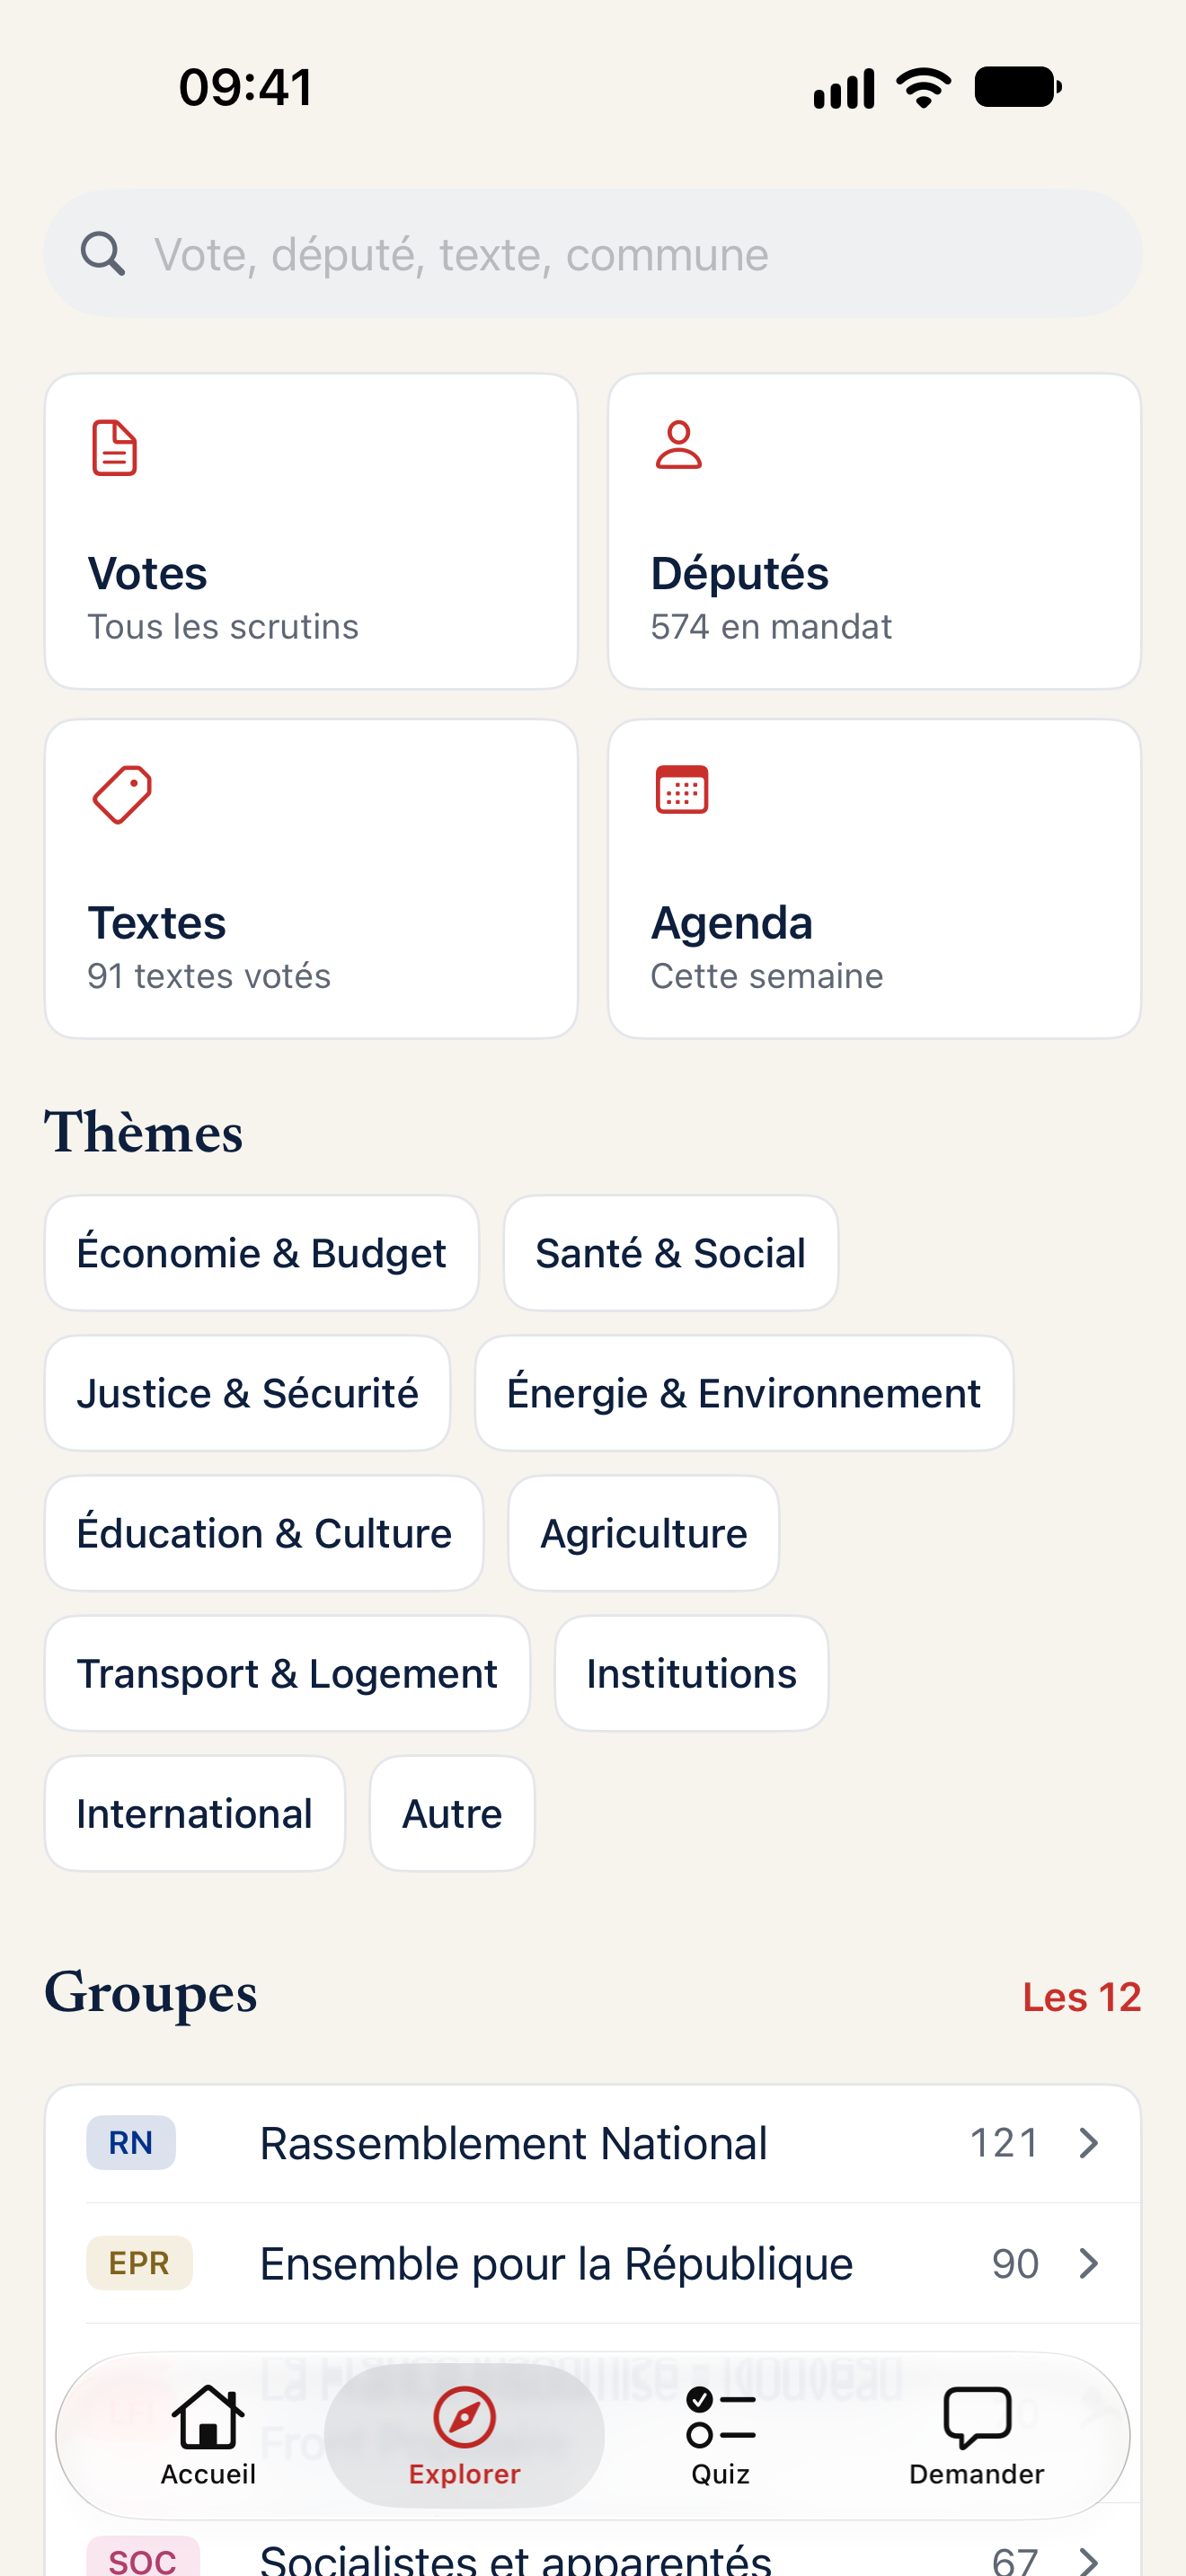 09:41
Vote, député, texte, commune
Votes
Tous les scrutins
Députés
574 en mandat
Textes
91 textes votés
Agenda
Cette semaine
Thèmes
Économie & Budget
Santé & Social
Justice & Sécurité
Énergie & Environnement
Éducation & Culture
Agriculture
Transport & Logement
Institutions
International
Autre
Groupes
Les 12
RN Rassemblement National 121
EPR Ensemble pour la République 90
Accueil
Explorer
Quiz
Demander
SOC Socialistes et apparentés 67